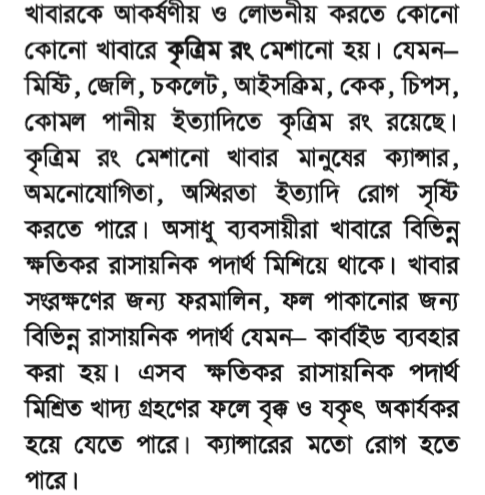 খাবারকে আকর্ষণীয় ও লোভনীয় করতে কোনো
কোনো খাবারে কৃত্রিম রং মেশানো হয়। যেমন–
মিষ্টি, জেলি, চকলেট, আইসক্রিম, কেক, চিপস,
কোমল পানীয় ইত্যাদিতে কৃত্রিম রং রয়েছে।
কৃত্রিম রং মেশানো খাবার মানুষের ক্যান্সার,
অমনোযোগিতা, অস্থিরতা ইত্যাদি রোগ সৃষ্টি
করতে পারে। অসাধু ব্যবসায়ীরা খাবারে বিভিন্ন
ক্ষতিকর রাসায়নিক পদার্থ মিশিয়ে থাকে। খাবার
সংরক্ষণের জন্য ফরমালিন, ফল পাকানোর জন্য
বিভিন্ন রাসায়নিক পদার্থ যেমন– কার্বাইড ব্যবহার
করা হয়। এসব ক্ষতিকর রাসায়নিক পদার্থ
মিশ্রিত খাদ্য গ্রহণের ফলে বৃক্ক ও যকৃৎ অকার্যকর
হয়ে যেতে পারে। ক্যান্সারের মতো রোগ হতে
পারে।